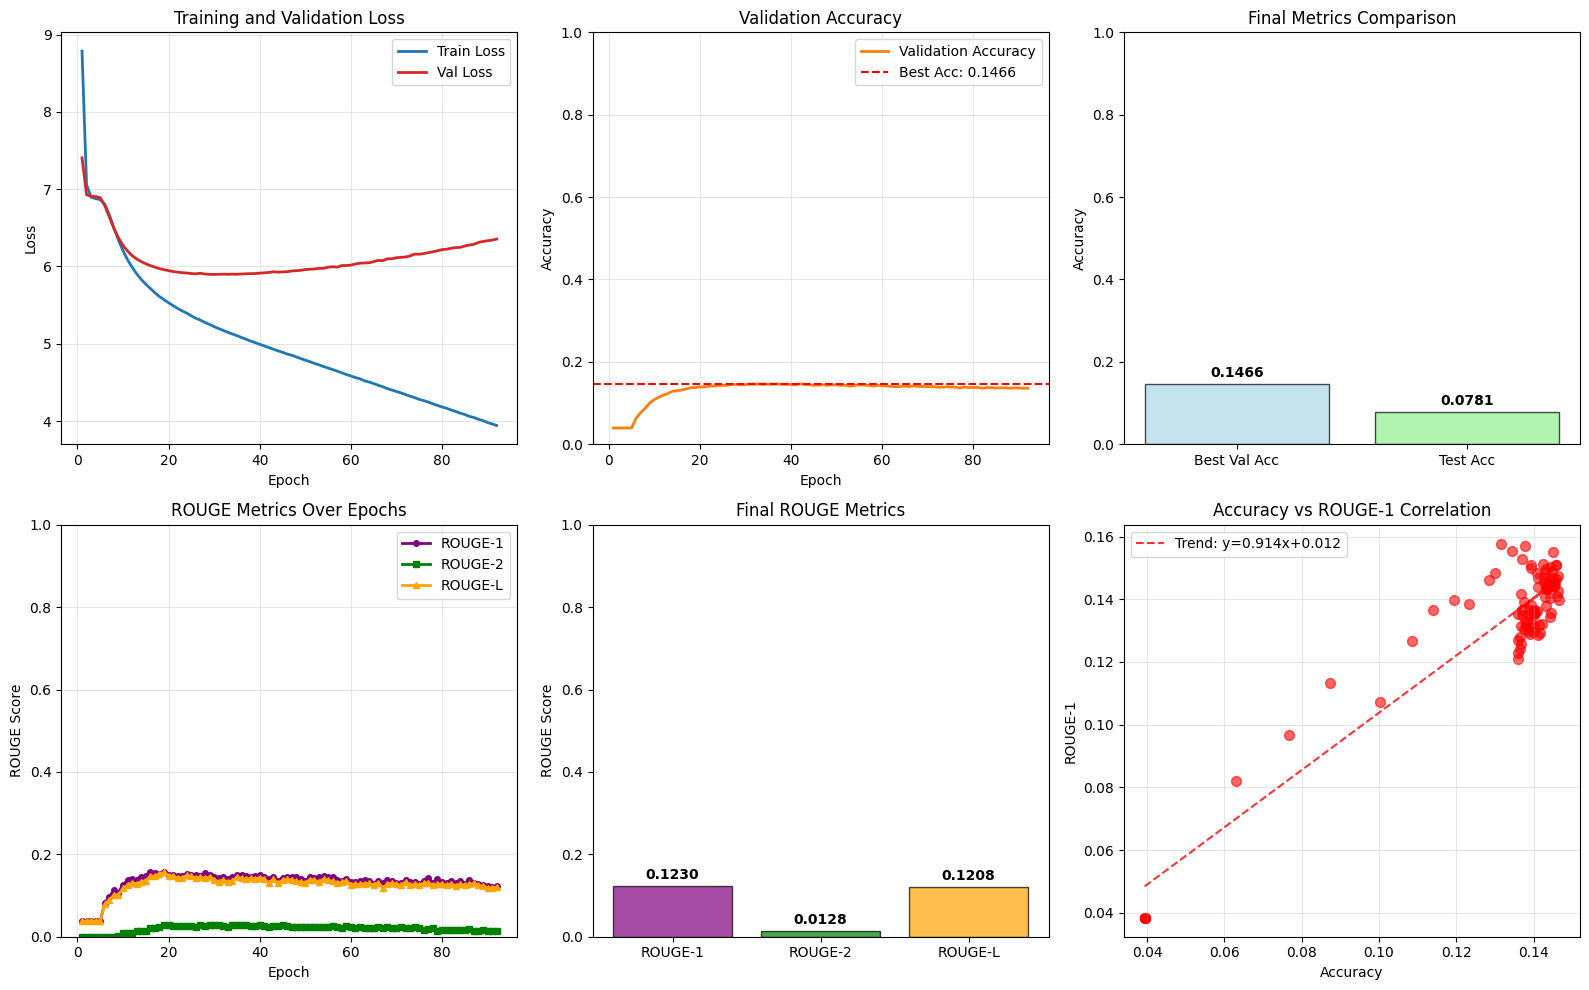 Training and Validation Loss
9
8
7
6
5
4
0
20
40
60
80
Loss
Epoch
Train Loss
Val Loss
Validation Accuracy
1.0
0.8
0.6
0.4
0.2
0.0
0
20
40
60
80
Accuracy
Epoch
Validation Accuracy
Best Acc: 0.1466
Final Metrics Comparison
1.0
0.8
0.6
0.4
0.2
0.0
Accuracy
0.1466
0.0781
Best Val Acc
Test Acc
ROUGE Metrics Over Epochs
1.0
0.8
0.6
0.4
0.2
0.0
0
20
40
60
80
ROUGE Score
Epoch
ROUGE-1
ROUGE-2
ROUGE-L
Final ROUGE Metrics
1.0
0.8
0.6
0.4
0.2
0.0
ROUGE Score
0.1230
0.0128
0.1208
ROUGE-1
ROUGE-2
ROUGE-L
Accuracy vs ROUGE-1 Correlation
0.16
0.14
0.12
0.10
0.08
0.06
0.04
0.04
0.06
0.08
0.10
0.12
0.14
ROUGE-1
Accuracy
Trend: y=0.914x+0.012